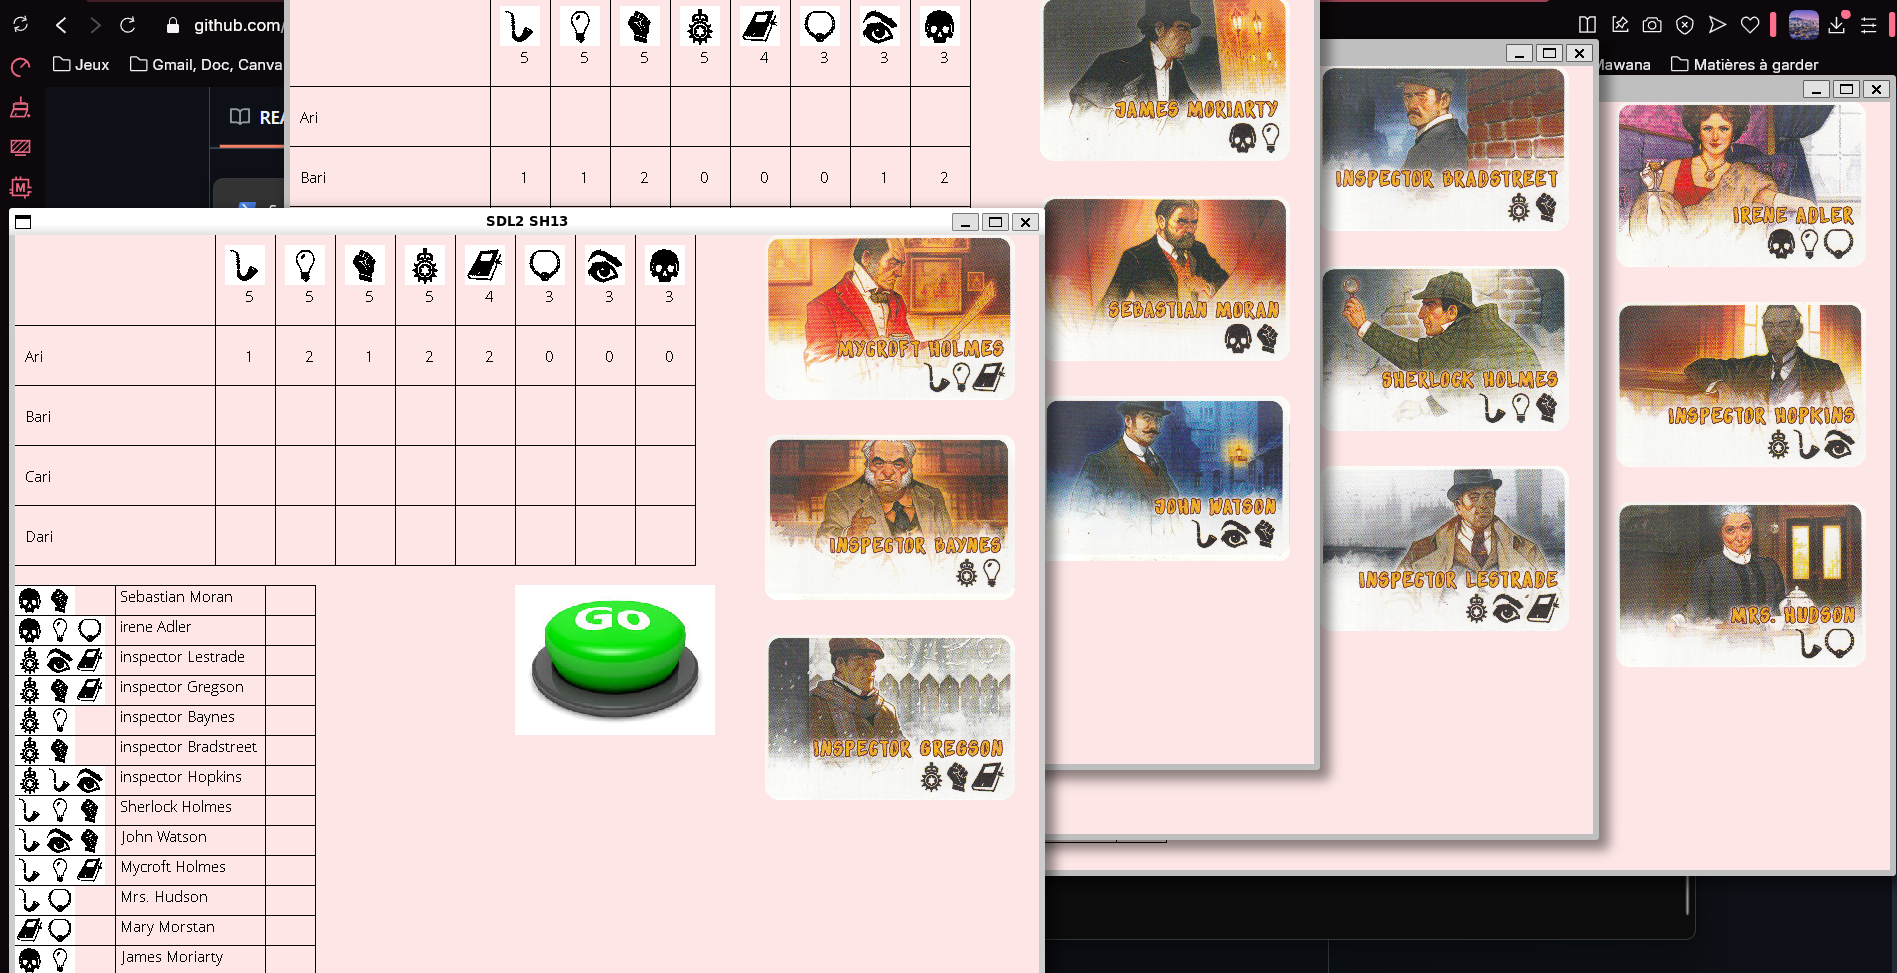 github.com/
Jeux
Gmail, Doc, Canva
Mawana
Matières à garder
REA
5 5 5 5 4 3 3 3
Ari
Bari 1 1 2 0 0 0 1 2
JAMES MORIARTY
SEBASTIAN MORAN
JOHN WATSON
INSPECTOR BRADSTREET
SHERLOCK HOLMES
INSPECTOR LESTRADE
IRENE ADLER
INSPECTOR HOPKINS
MRS. HUDSON
SDL2 SH13
5 5 5 5 4 3 3 3
Ari 1 2 1 2 2 0 0 0
Bari
Cari
Dari
MYCROFT HOLMES
INSPECTOR BAYNES
INSPECTOR GREGSON
Go
Sebastian Moran
irene Adler
inspector Lestrade
inspector Gregson
inspector Baynes
inspector Bradstreet
inspector Hopkins
Sherlock Holmes
John Watson
Mycroft Holmes
Mrs. Hudson
Mary Morstan
James Moriarty